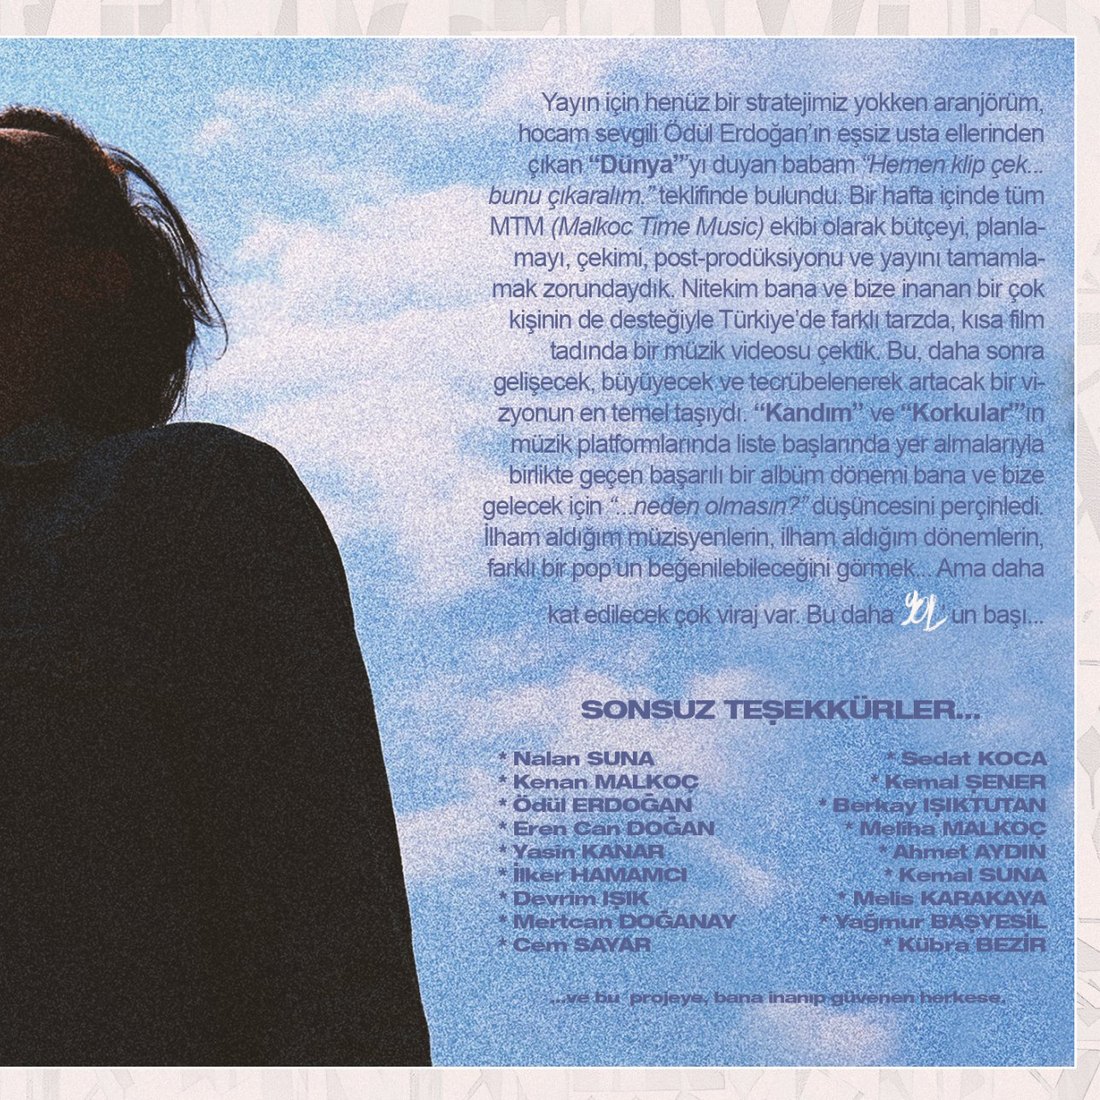 Yayın için henüz bir stratejimiz yokken aranjörüm,
hocam sevgili Ödül Erdoğan’ın eşsiz usta ellerinden
çıkan “Dünya”’yı duyan babam “Hemen klip çek...
bunu çıkaralım.” teklifinde bulundu. Bir hafta içinde tüm
MTM (Malkoc Time Music) ekibi olarak bütçeyi, planla-
mayı, çekimi, post-prodüksiyonu ve yayını tamamla-
mak zorundaydık. Nitekim bana ve bize inanan bir çok
kişinin de desteğiyle Türkiye’de farklı tarzda, kısa film
tadında bir müzik videosu çektik. Bu, daha sonra
gelişecek, büyüyecek ve tecrübelenerek artacak bir vi-
zyonun en temel taşıydı. “Kandım” ve “Korkular”’ın
müzik platformlarında liste başlarında yer almalarıyla
birlikte geçen başarılı bir albüm dönemi bana ve bize
gelecek için “...neden olmasın?” düşüncesini perçinledi.
İlham aldığım müzisyenlerin, ilham aldığım dönemlerin,
farklı bir pop’un beğenilebileceğini görmek... Ama daha
kat edilecek çok viraj var. Bu daha YOL’un başı...
SONSUZ TEŞEKKÜRLER...
* Nalan SUNA
* Kenan MALKOÇ
* Ödül ERDOĞAN
* Eren Can DOĞAN
* Yasin KANAR
* İlker HAMAMCI
* Devrim IŞIK
* Mertcan DOĞANAY
* Cem SAYAR
* Sedat KOCA
* Kemal ŞENER
* Berkay IŞIKTUTAN
* Meliha MALKOÇ
* Ahmet AYDIN
* Kemal SUNA
* Melis KARAKAYA
* Yağmur BAŞYESİL
* Kübra BEZİR
...ve bu projeye, bana inanıp güvenen herkese.